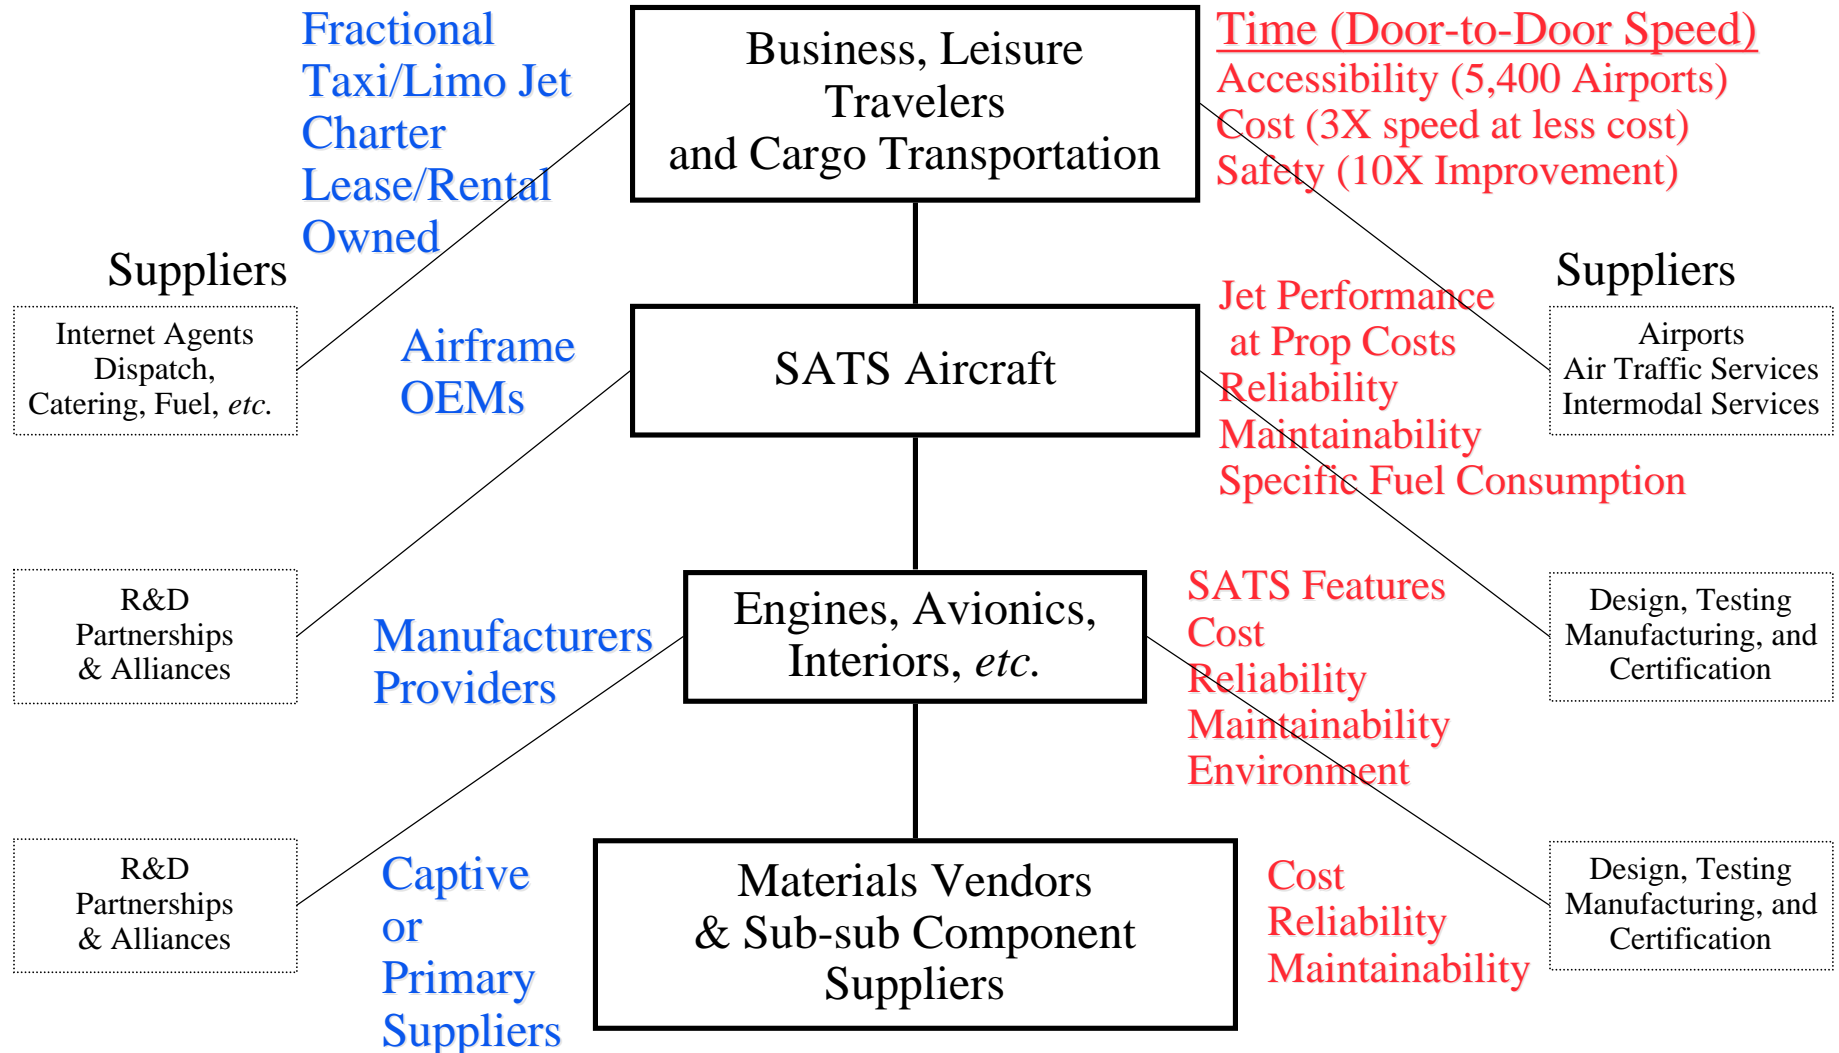 Fractional
Taxi/Limo Jet
Charter
Lease/Rental
Owned
Business, Leisure
Travelers
and Cargo Transportation
Time (Door-to-Door Speed)
Accessibility (5,400 Airports)
Cost (3X speed at less cost)
Safety (10X Improvement)
Suppliers
Internet Agents
Dispatch,
Catering, Fuel, etc.
Airframe
OEMs
SATS Aircraft
Jet Performance
at Prop Costs
Reliability
Maintainability
Specific Fuel Consumption
Suppliers
Airports
Air Traffic Services
Intermodal Services
R&D
Partnerships
& Alliances
Manufacturers
Providers
Engines, Avionics,
Interiors, etc.
SATS Features
Cost
Reliability
Maintainability
Environment
Design, Testing
Manufacturing, and
Certification
R&D
Partnerships
& Alliances
Captive
or
Primary
Suppliers
Materials Vendors
& Sub-sub Component
Suppliers
Cost
Reliability
Maintainability
Design, Testing
Manufacturing, and
Certification